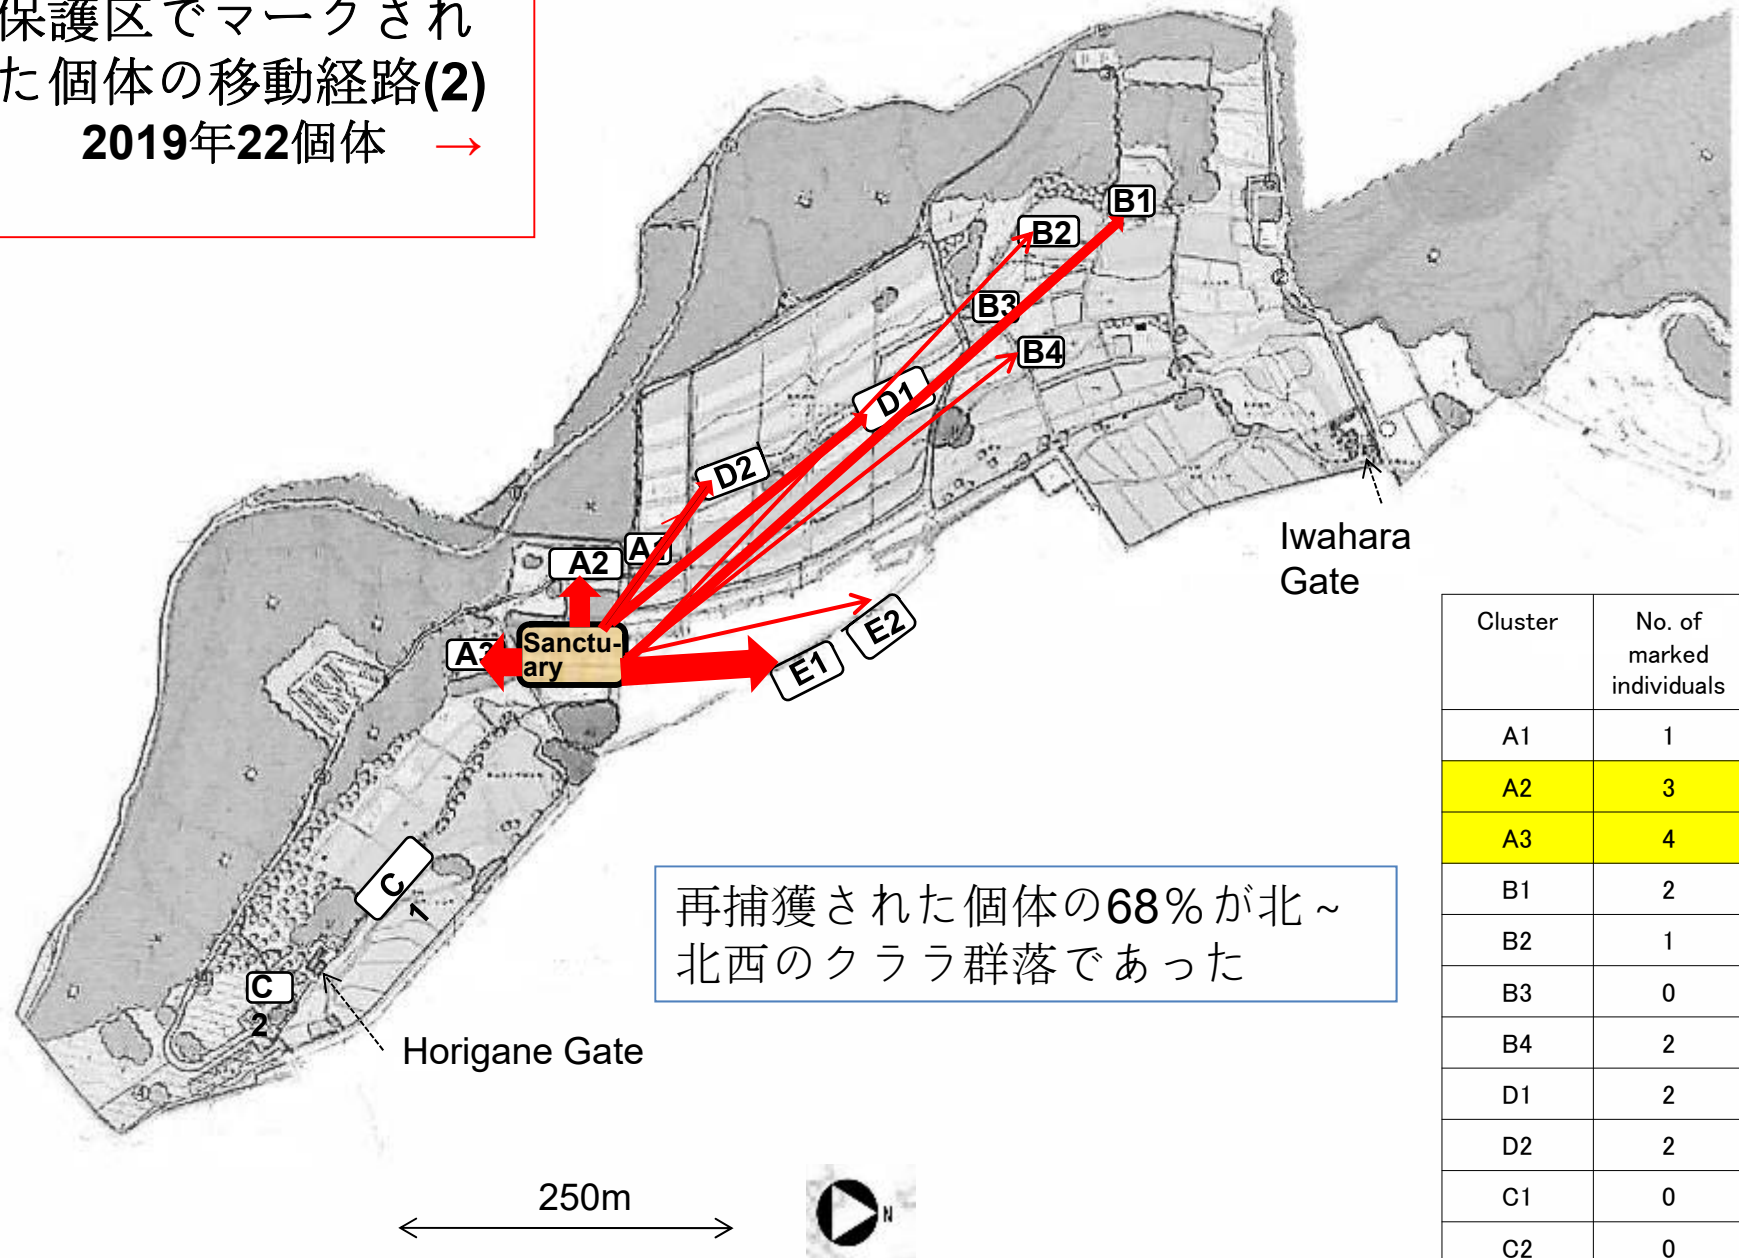 保護区でマークされ
た個体の移動経路(2)
2019年22個体 →
B1
B2
B3
B4
D1
D2
A1
A2
A3
Sanctu-
ary
E2
E1
Iwahara
Gate
C
1
C
2
Horigane Gate
再捕獲された個体の68％が北～
北西のクララ群落であった
250m
N
Cluster No. of
marked
individuals
A1 1
A2 3
A3 4
B1 2
B2 1
B3 0
B4 2
D1 2
D2 2
C1 0
C2 0